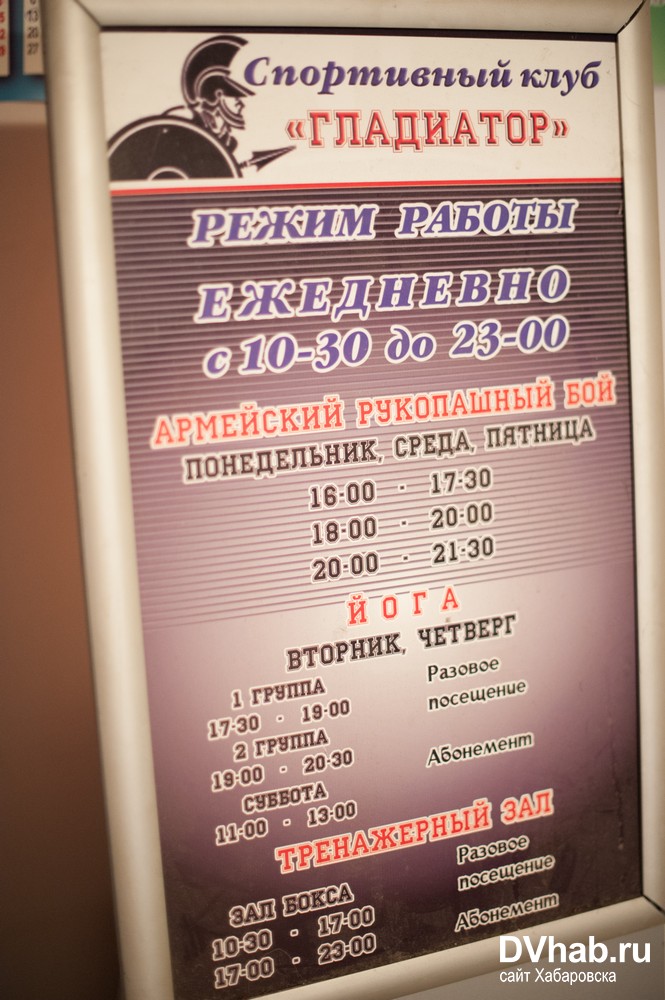 Спортивный клуб
«ГЛАДИАТОР»
РЕЖИМ РАБОТЫ
ЕЖЕДНЕВНО
с 10-30 до 23-00
АРМЕЙСКИЙ РУКОПАШНЫЙ БОЙ
ПОНЕДЕЛЬНИК, СРЕДА, ПЯТНИЦА
16-00 - 17-30
18-00 - 20-00
20-00 - 21-30
ЙОГА
ВТОРНИК, ЧЕТВЕРГ
1 ГРУППА
17-30 - 19-00
2 ГРУППА
19-00 - 20-30
СУББОТА
11-00 - 13-00
Разовое
посещение
Абонемент
ТРЕНАЖЕРНЫЙ ЗАЛ
ЗАЛ БОКСА
10-30 - 17-00
17-00 - 23-00
Разовое
посещение
Абонемент
DVhab.ru
сайт Хабаровска